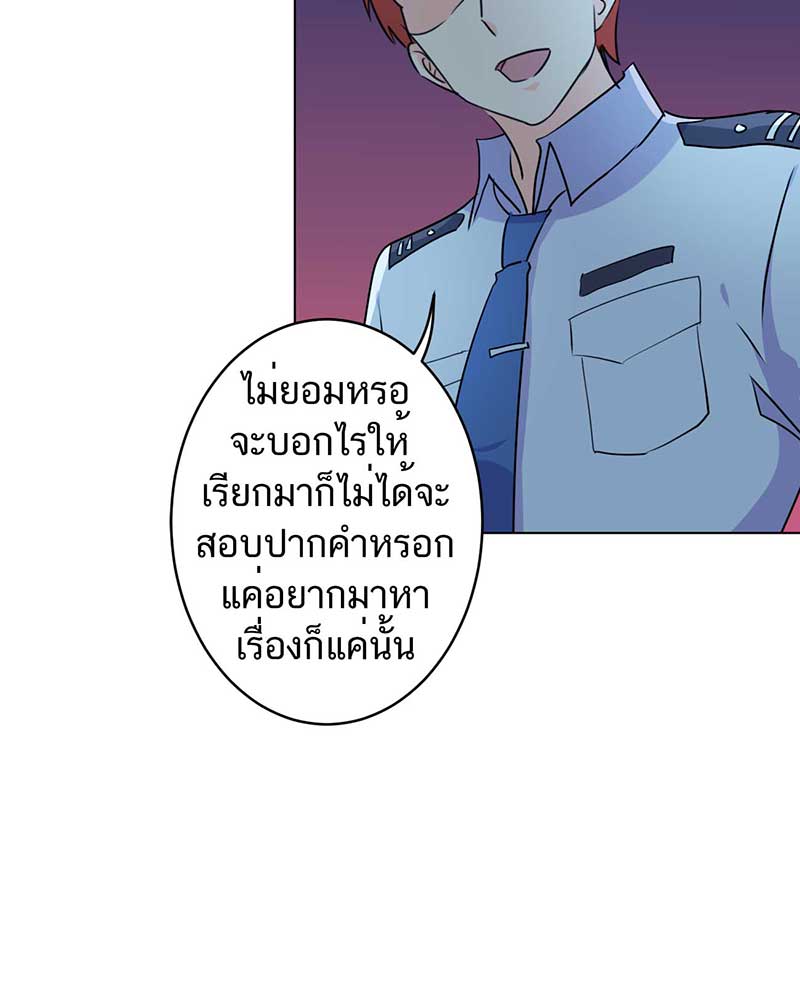 ไม่ยอมหรอ
จะบอกไรให้
เรียกมาก็ไม่ได้จะ
สอบปากคำหรอก
แค่อยากมาหา
เรื่องก็แค่นั้น